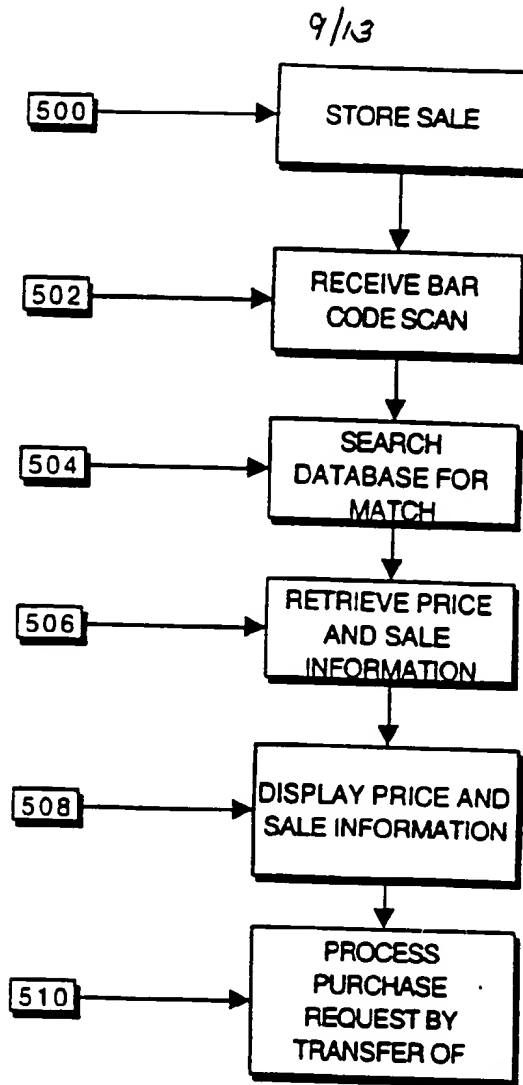 9/13
500
STORE SALE
502
RECEIVE BAR
CODE SCAN
504
SEARCH
DATABASE FOR
MATCH
506
RETRIEVE PRICE
AND SALE
INFORMATION
508
DISPLAY PRICE AND
SALE INFORMATION
510
PROCESS
PURCHASE
REQUEST BY
TRANSFER OF